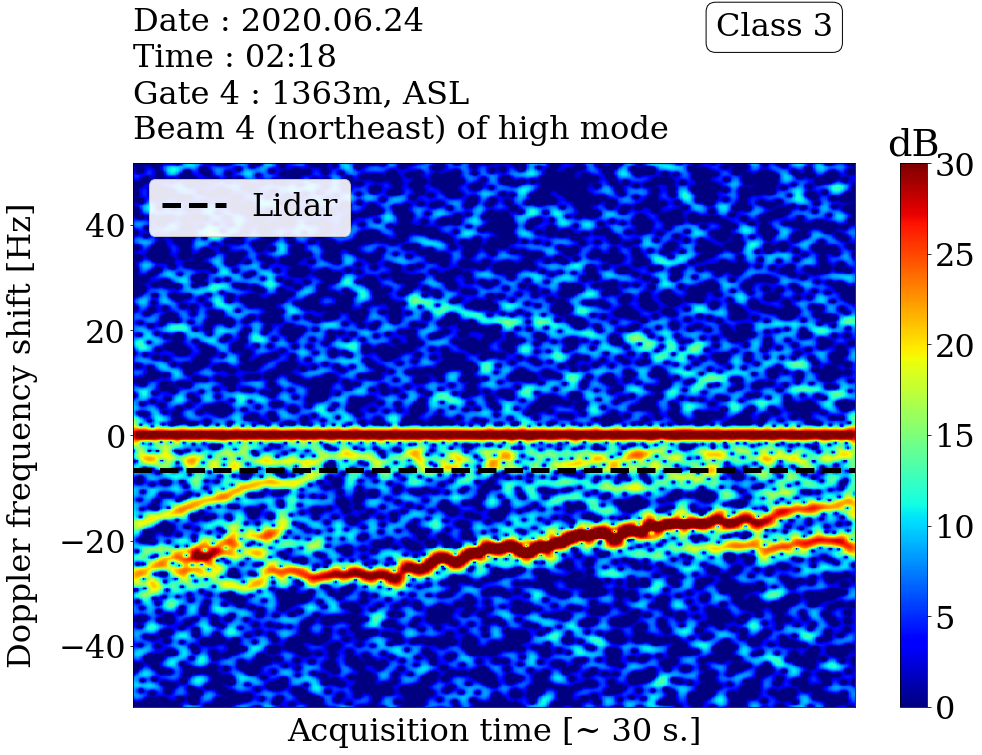 Date : 2020.06.24
Time : 02:18
Gate 4 : 1363m, ASL
Beam 4 (northeast) of high mode
Class 3
dB
Lidar
Doppler frequency shift [Hz]
40
20
0
−20
−40
30
25
20
15
10
5
0
Acquisition time [~ 30 s.]